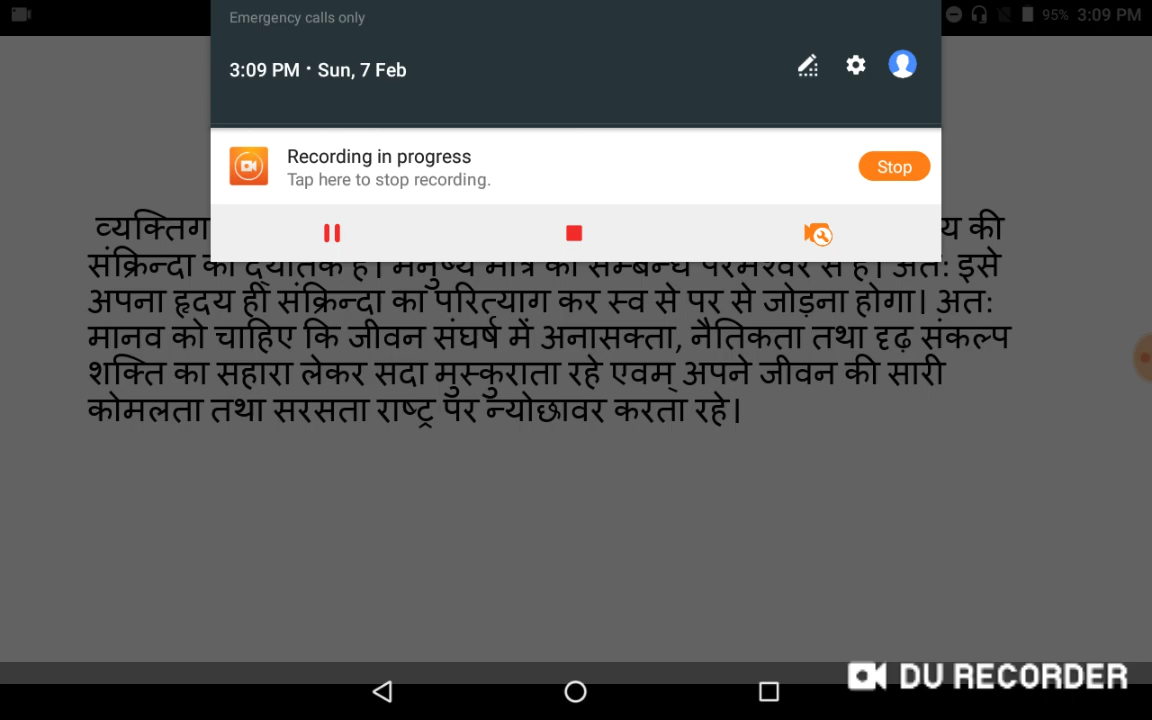 Emergency calls only
95% 3:09 PM
3:09 PM • Sun, 7 Feb
Recording in progress
Tap here to stop recording.
Stop
की
संक्रिन्दा का द्योतक है। मनुष्य मात्र का सम्बन्ध परमेश्वर से है। अतः इसे
अपना हृदय ही संक्रिन्दा का परित्याग कर स्व से पर से जोड़ना होगा। अतः
मानव को चाहिए कि जीवन संघर्ष में अनासक्ता, नैतिकता तथा दृढ़ संकल्प
शक्ति का सहारा लेकर सदा मुस्कुराता रहे एवम् अपने जीवन की सारी
कोमलता तथा सरसता राष्ट्र पर न्योछावर करता रहे।
DU RECORDER